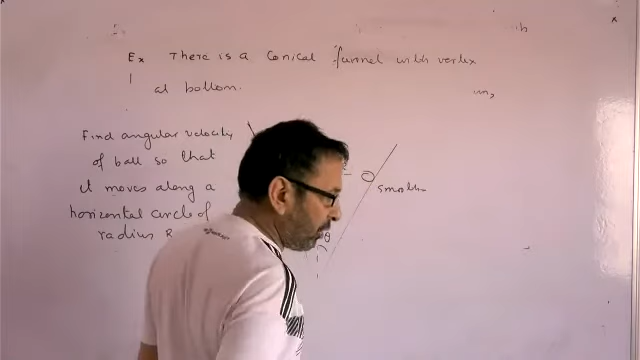 Ex There is a conical funnel with vertex
1 at bottom.
Find angular velocity
of ball so that
it moves along a
horizontal circle of
radius R
smooth
θ